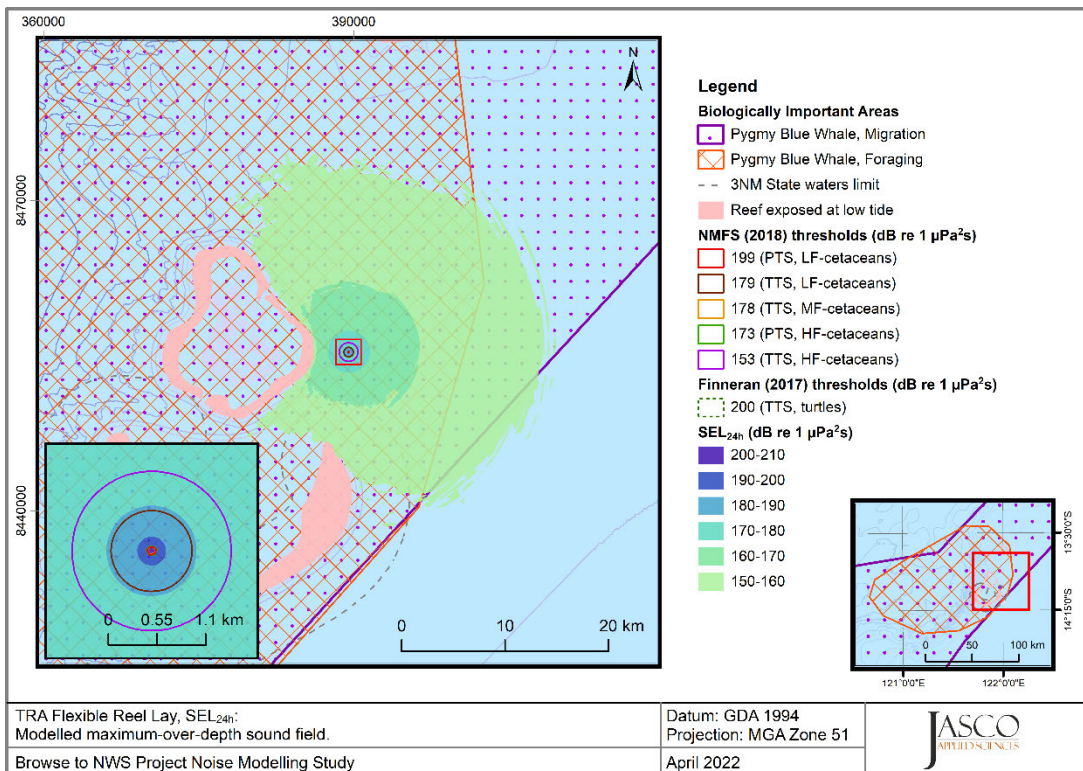 360000
390000
8470000
8440000
N
0 0.55 1.1 km
0 10 20 km
Legend
Biologically Important Areas
Pygmy Blue Whale, Migration
Pygmy Blue Whale, Foraging
3NM State waters limit
Reef exposed at low tide
NMFS (2018) thresholds (dB re 1 µPa²s)
199 (PTS, LF-cetaceans)
179 (TTS, LF-cetaceans)
178 (TTS, MF-cetaceans)
173 (PTS, HF-cetaceans)
153 (TTS, HF-cetaceans)
Finneran (2017) thresholds (dB re 1 µPa²s)
200 (TTS, turtles)
SEL24h (dB re 1 µPa²s)
200-210
190-200
180-190
170-180
160-170
150-160
13°30'S
14°15'S
0 50 100 km
121°0'0"E
122°0'0"E
TRA Flexible Reel Lay, SEL24h:
Modelled maximum-over-depth sound field.
Browse to NWS Project Noise Modelling Study
Datum: GDA 1994
Projection: MGA Zone 51
April 2022
JASCO
APPLIED SCIENCES